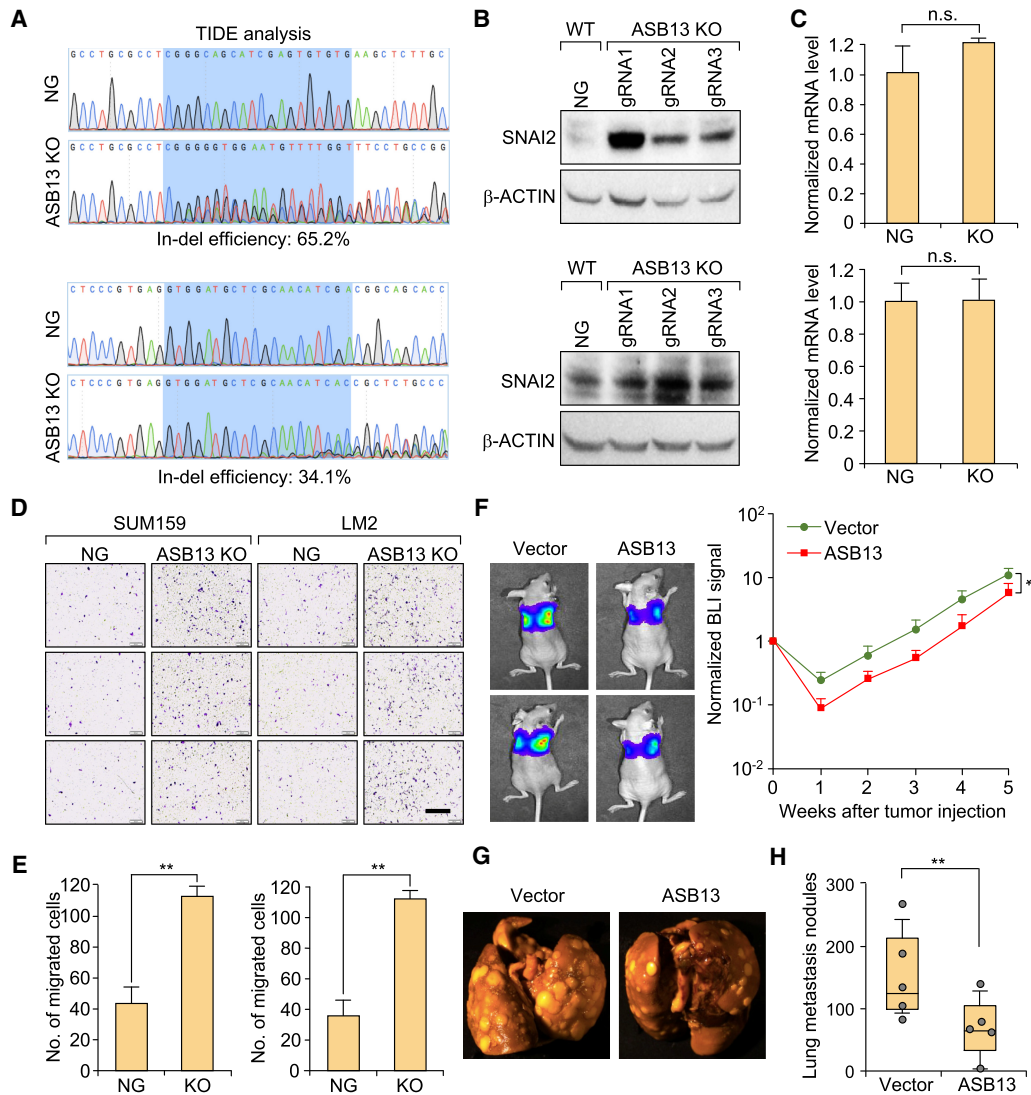 A
TIDE analysis
NG
GCCTGCGCCTCGGGCAGCATCGAGTGTGTGAAGCTCTTGC
ASB13 KO
GCCTGCGCCTCGGGGGTGGAATGTTTTGGTTTCCTGCCGG
In-del efficiency: 65.2%
NG
CTCCCGTGAGGTGGATGCTCGCAACATCGACGGCAGCACC
ASB13 KO
CTCCCGTGAGGTGGATGCTCGCAACATCACCGCTCTGCCC
In-del efficiency: 34.1%
B
WT ASB13 KO
NG gRNA1 gRNA2 gRNA3
SNAI2
β-ACTIN
WT ASB13 KO
NG gRNA1 gRNA2 gRNA3
SNAI2
β-ACTIN
C
n.s.
Normalized mRNA level
1.2
1.0
0.8
0.6
0.4
0.2
0
NG KO
n.s.
Normalized mRNA level
1.2
1.0
0.8
0.6
0.4
0.2
0
NG KO
D
SUM159 LM2
NG ASB13 KO NG ASB13 KO
E
**
No. of migrated cells
120
100
80
60
40
20
0
NG KO
**
No. of migrated cells
120
100
80
60
40
20
0
NG KO
F
Vector ASB13
Normalized BLI signal
10²
10
1
10⁻¹
10⁻²
Vector
ASB13
*
0 1 2 3 4 5
Weeks after tumor injection
G
Vector ASB13
H
**
Lung metastasis nodules
300
200
100
0
Vector ASB13